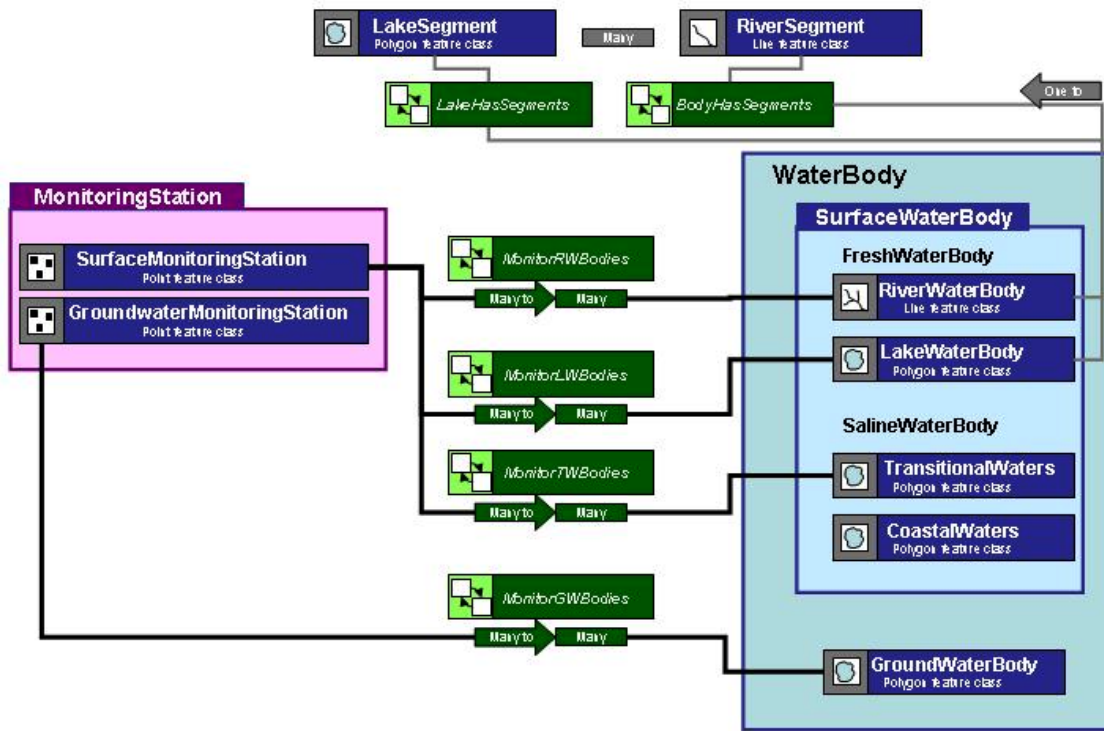 LakeSegment
Polygon feature class
Many
RiverSegment
Line feature class
LakeHasSegments
BodyHasSegments
One to
WaterBody
MonitoringStation
SurfaceWaterBody
SurfaceMonitoringStation
Point feature class
MonitorRWBodies
FreshWaterBody
GroundwaterMonitoringStation
Point feature class
Many to
Many
RiverWaterBody
Line feature class
MonitorLWBodies
LakeWaterBody
Polygon feature class
Many to
Many
SalineWaterBody
MonitorTWBodies
TransitionalWaters
Polygon feature class
Many to
Many
CoastalWaters
Polygon feature class
MonitorGWBodies
Many to
Many
GroundWaterBody
Polygon feature class